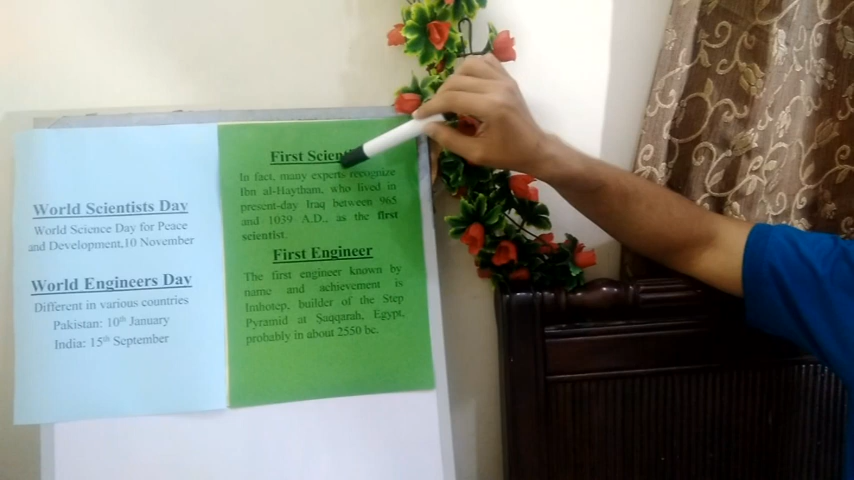 World Scientists Day
World Science Day for Peace
and Development,10 November
World Engineers Day
Different in various countries
Pakistan: 10th January
India: 15th September
First
In fact, many experts recognize
Ibn al-Haytham, who lived in
present-day Iraq between 965
and 1039 A.D., as the first
scientist.
First Engineer
The first engineer known by
name and achievement is
Imhotep, builder of the Step
Pyramid at Saqqarah, Egypt,
probably in about 2550 bc.